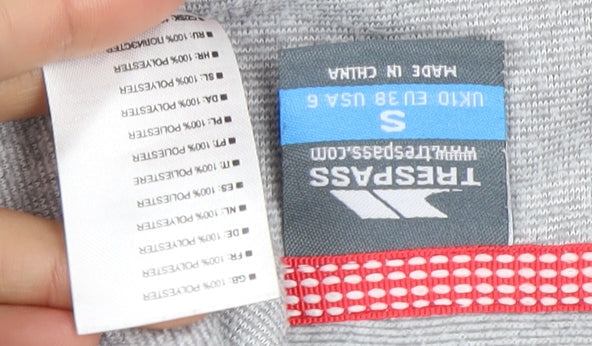 TRESPASS
www.trespass.com
S
UK10 EU 38 USA 6
MADE IN CHINA
GB: 100% POLYESTER
FR: 100% POLYESTER
DE: 100% POLYESTER
NL: 100% POLYESTER
ES: 100% POLIESTER
IT: 100% POLIESTERE
PT: 100% POLIESTER
PL: 100% POLIESTER
DA: 100% POLYESTER
SL: 100% POLYESTER
HR: 100% POLYESTER
RU: 100% ПОЛИЭСТЕР